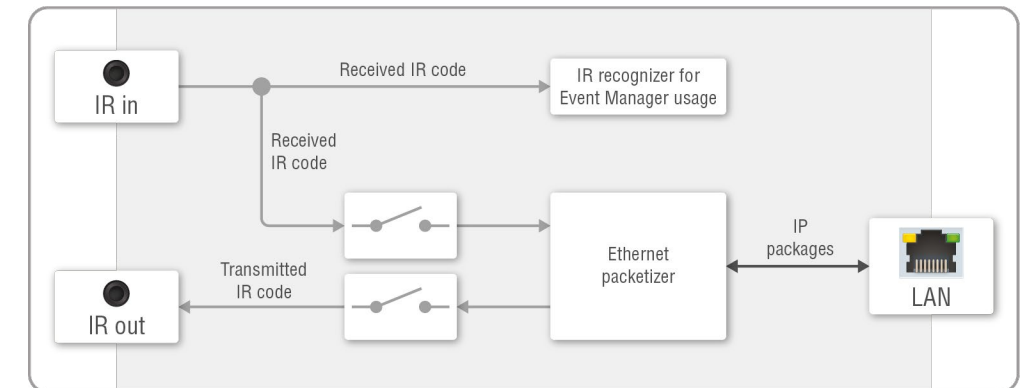 Received IR code
IR recognizer for
Event Manager usage
IR in
Received
IR code
IP
packages
Ethernet
packetizer
Transmitted
IR code
LAN
IR out